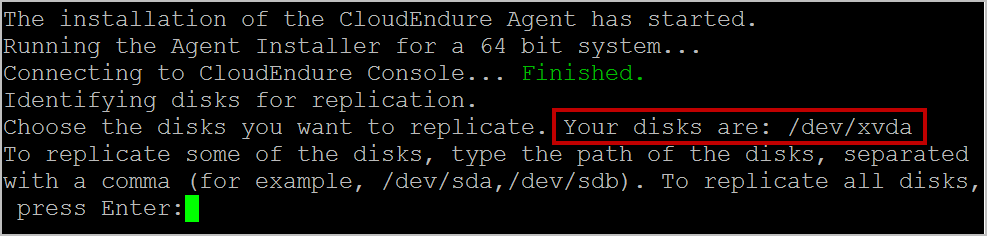 The installation of the CloudEndure Agent has started.
Running the Agent Installer for a 64 bit system...
Connecting to CloudEndure Console... Finished.
Identifying disks for replication.
Choose the disks you want to replicate. Your disks are: /dev/xvda
To replicate some of the disks, type the path of the disks, separated
with a comma (for example, /dev/sda,/dev/sdb). To replicate all disks,
press Enter: